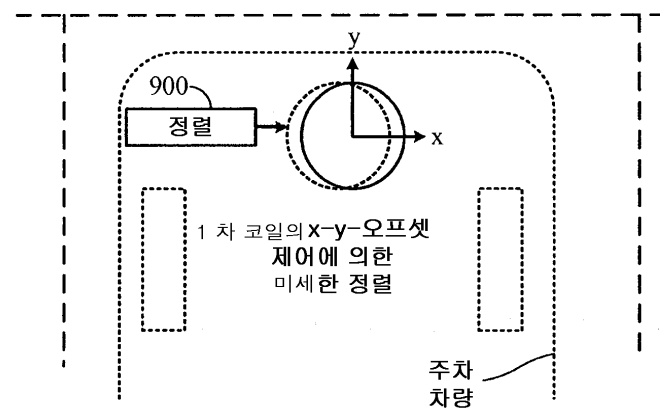 y
900
정렬
x
1 차 코일의 x-y-오프셋
제어에 의한
미세한 정렬
주차
차량